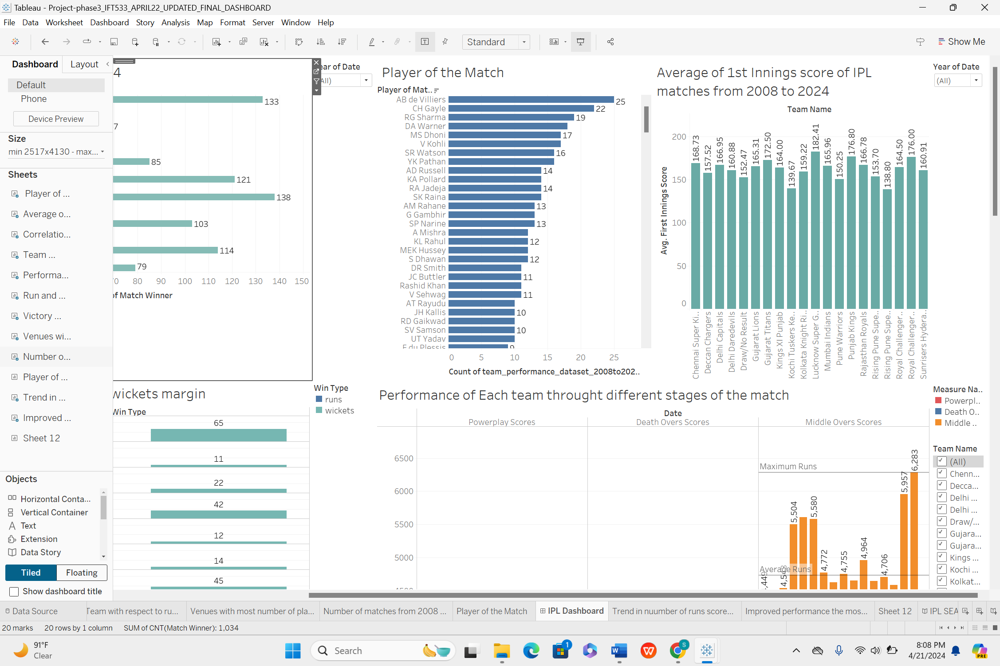 Tableau - Project-phase3_IFT533_APRIL22_UPDATED_FINAL_DASHBOARD
File Data Worksheet Dashboard Story Analysis Map Format Server Window Help
Standard
Show Me
Dashboard Layout
Default
Phone
Device Preview
Size
min 2517x4130 - max...
Sheets
Player of ...
Average o...
Correlatio...
Team ...
Performa...
Run and ...
Victory ...
Venues wi...
Number o...
Player of ...
Trend in ...
Improved ...
Sheet 12
Objects
Horizontal Conta...
Vertical Container
Text
Extension
Data Story
Tiled Floating
Show dashboard title
4
133
7
85
121
138
103
114
79
80 90 100 110 120 130 140 150
of Match Winner
ear of Date
All)
Player of the Match
Player of Mat..
AB de Villiers 25
CH Gayle 22
RG Sharma 19
DA Warner
MS Dhoni 17
V Kohli
SR Watson 16
YK Pathan
AD Russell 14
KA Pollard
RA Jadeja 14
SK Raina
AM Rahane 13
G Gambhir
SP Narine 13
A Mishra
KL Rahul 12
MEK Hussey
S Dhawan 12
DR Smith
JC Buttler 11
Rashid Khan
V Sehwag 11
AT Rayudu
JH Kallis 10
RD Gaikwad
SV Samson 10
UT Yadav
F du Plessis 9
0 5 10 15 20 25
Count of team_performance_dataset_2008to202..
Average of 1st Innings score of IPL
matches from 2008 to 2024
Year of Date
(All)
Team Name
Avg. First Innings Score
200
150
100
50
0
168.73 157.52 166.95 160.88 152.47 165.31 172.50 164.00 139.67 159.22 182.41 165.96 150.25 176.80 166.78 153.70 138.80 164.50 176.00 160.91
Chennai Super Ki..
Deccan Chargers
Delhi Capitals
Delhi Daredevils
Draw/No Result
Gujarat Lions
Gujarat Titans
Kings XI Punjab
Kochi Tuskers Ke..
Kolkata Knight Ri..
Lucknow Super G..
Mumbai Indians
Pune Warriors
Punjab Kings
Rajasthan Royals
Rising Pune Supe..
Rising Pune Supe..
Royal Challenger..
Royal Challenger..
Sunrisers Hydera..
wickets margin
Win Type
65
11
22
42
12
14
45
Win Type
runs
wickets
Performance of Each team throught different stages of the match
Date
Powerplay Scores Death Overs Scores Middle Overs Scores
6500
6000
5500
5000
Maximum Runs
Average Runs
5,504 5,580 4,772 4,755 4,964 4,706 5,957 6,283
Measure Na..
Powerpl..
Death O..
Middle ..
Team Name
(All)
Chenn...
Decca...
Delhi ...
Delhi ...
Draw/...
Gujara...
Gujara...
Kings ...
Kochi ...
Kolkat...
Data Source Team with respect to ru... Venues with most number of pla... Number of matches from 2008 ... Player of the Match IPL Dashboard Trend in nuumber of runs score... Improved performance the mos... Sheet 12 IPL SEA
20 marks 20 rows by 1 column SUM of CNT(Match Winner): 1,034
91°F
Clear
Search
1
S
8:08 PM
4/21/2024
PRE